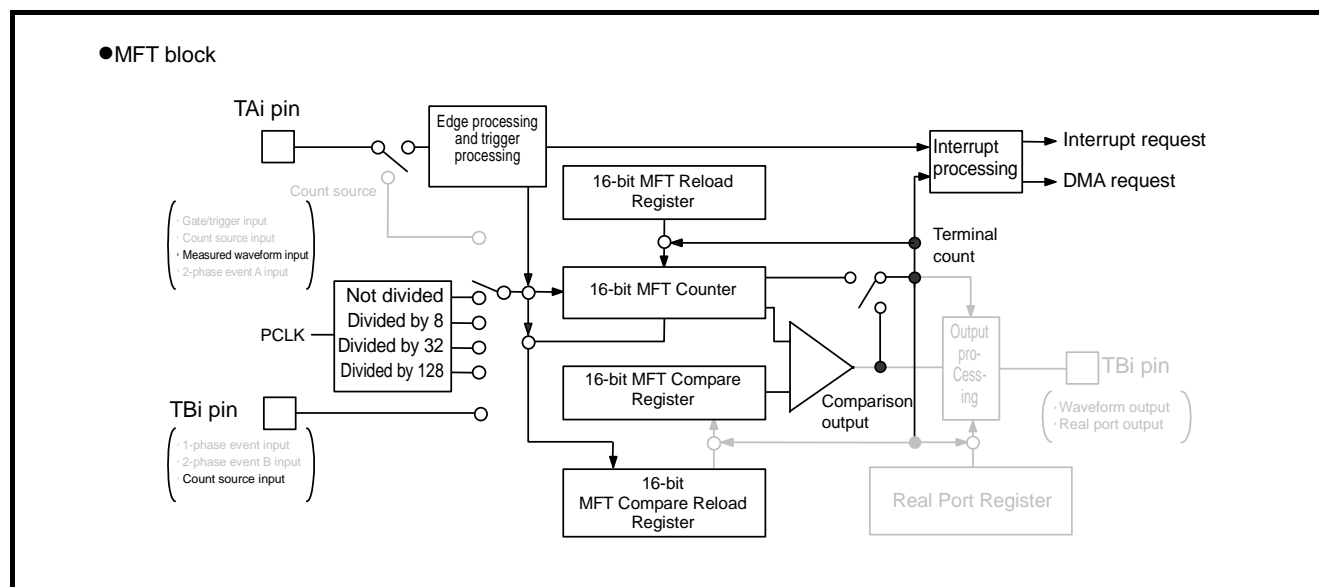 ●MFT block
TAi pin
Edge processing
and trigger
processing
Interrupt
processing
Interrupt request
DMA request
Count source
16-bit MFT Reload
Register
· Gate/trigger input
· Count source input
· Measured waveform input
· 2-phase event A input
Terminal
count
16-bit MFT Counter
PCLK
Not divided
Divided by 8
Divided by 32
Divided by 128
Output
pro-
Cess-
ing
TBi pin
16-bit MFT Compare
Register
Comparison
output
· Waveform output
· Real port output
TBi pin
· 1-phase event input
· 2-phase event B input
· Count source input
16-bit
MFT Compare Reload
Register
Real Port Register